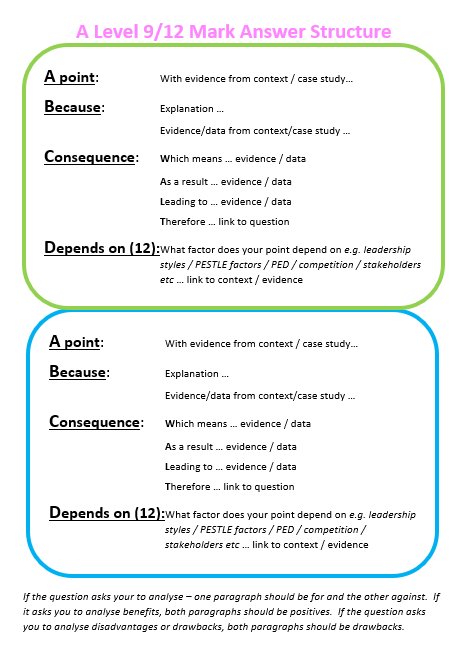 A Level 9/12 Mark Answer Structure
A point: With evidence from context / case study…
Because: Explanation …
Evidence/data from context/case study …
Consequence: Which means … evidence / data
As a result … evidence / data
Leading to … evidence / data
Therefore … link to question
Depends on (12): What factor does your point depend on e.g. leadership
styles / PESTLE factors / PED / competition / stakeholders
etc … link to context / evidence
A point: With evidence from context / case study…
Because: Explanation …
Evidence/data from context/case study …
Consequence: Which means … evidence / data
As a result … evidence / data
Leading to … evidence / data
Therefore … link to question
Depends on (12): What factor does your point depend on e.g. leadership
styles / PESTLE factors / PED / competition /
stakeholders etc … link to context / evidence
If the question asks your to analyse – one paragraph should be for and the other against. If
it asks you to analyse benefits, both paragraphs should be positives. If the question asks
you to analyse disadvantages or drawbacks, both paragraphs should be drawbacks.